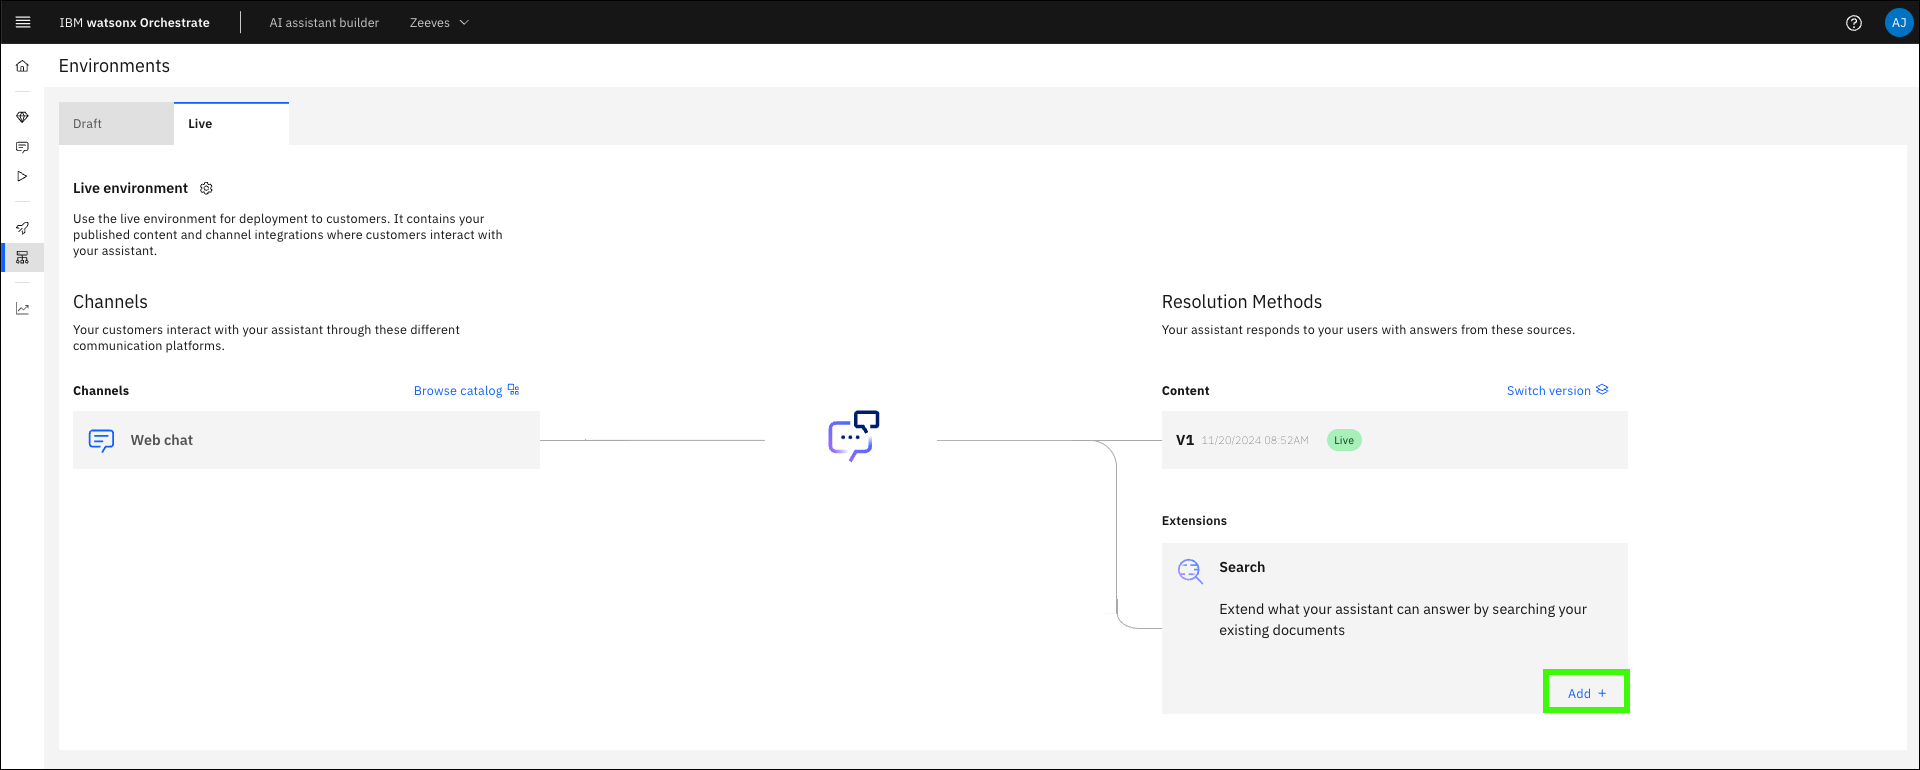 IBM watsonx Orchestrate
AI assistant builder
Zeeves
AJ
Environments
Draft
Live
Live environment
Use the live environment for deployment to customers. It contains your
published content and channel integrations where customers interact with
your assistant.
Channels
Your customers interact with your assistant through these different
communication platforms.
Channels
Browse catalog
Web chat
Resolution Methods
Your assistant responds to your users with answers from these sources.
Content
Switch version
V1 11/20/2024 08:52AM Live
Extensions
Search
Extend what your assistant can answer by searching your
existing documents
Add +